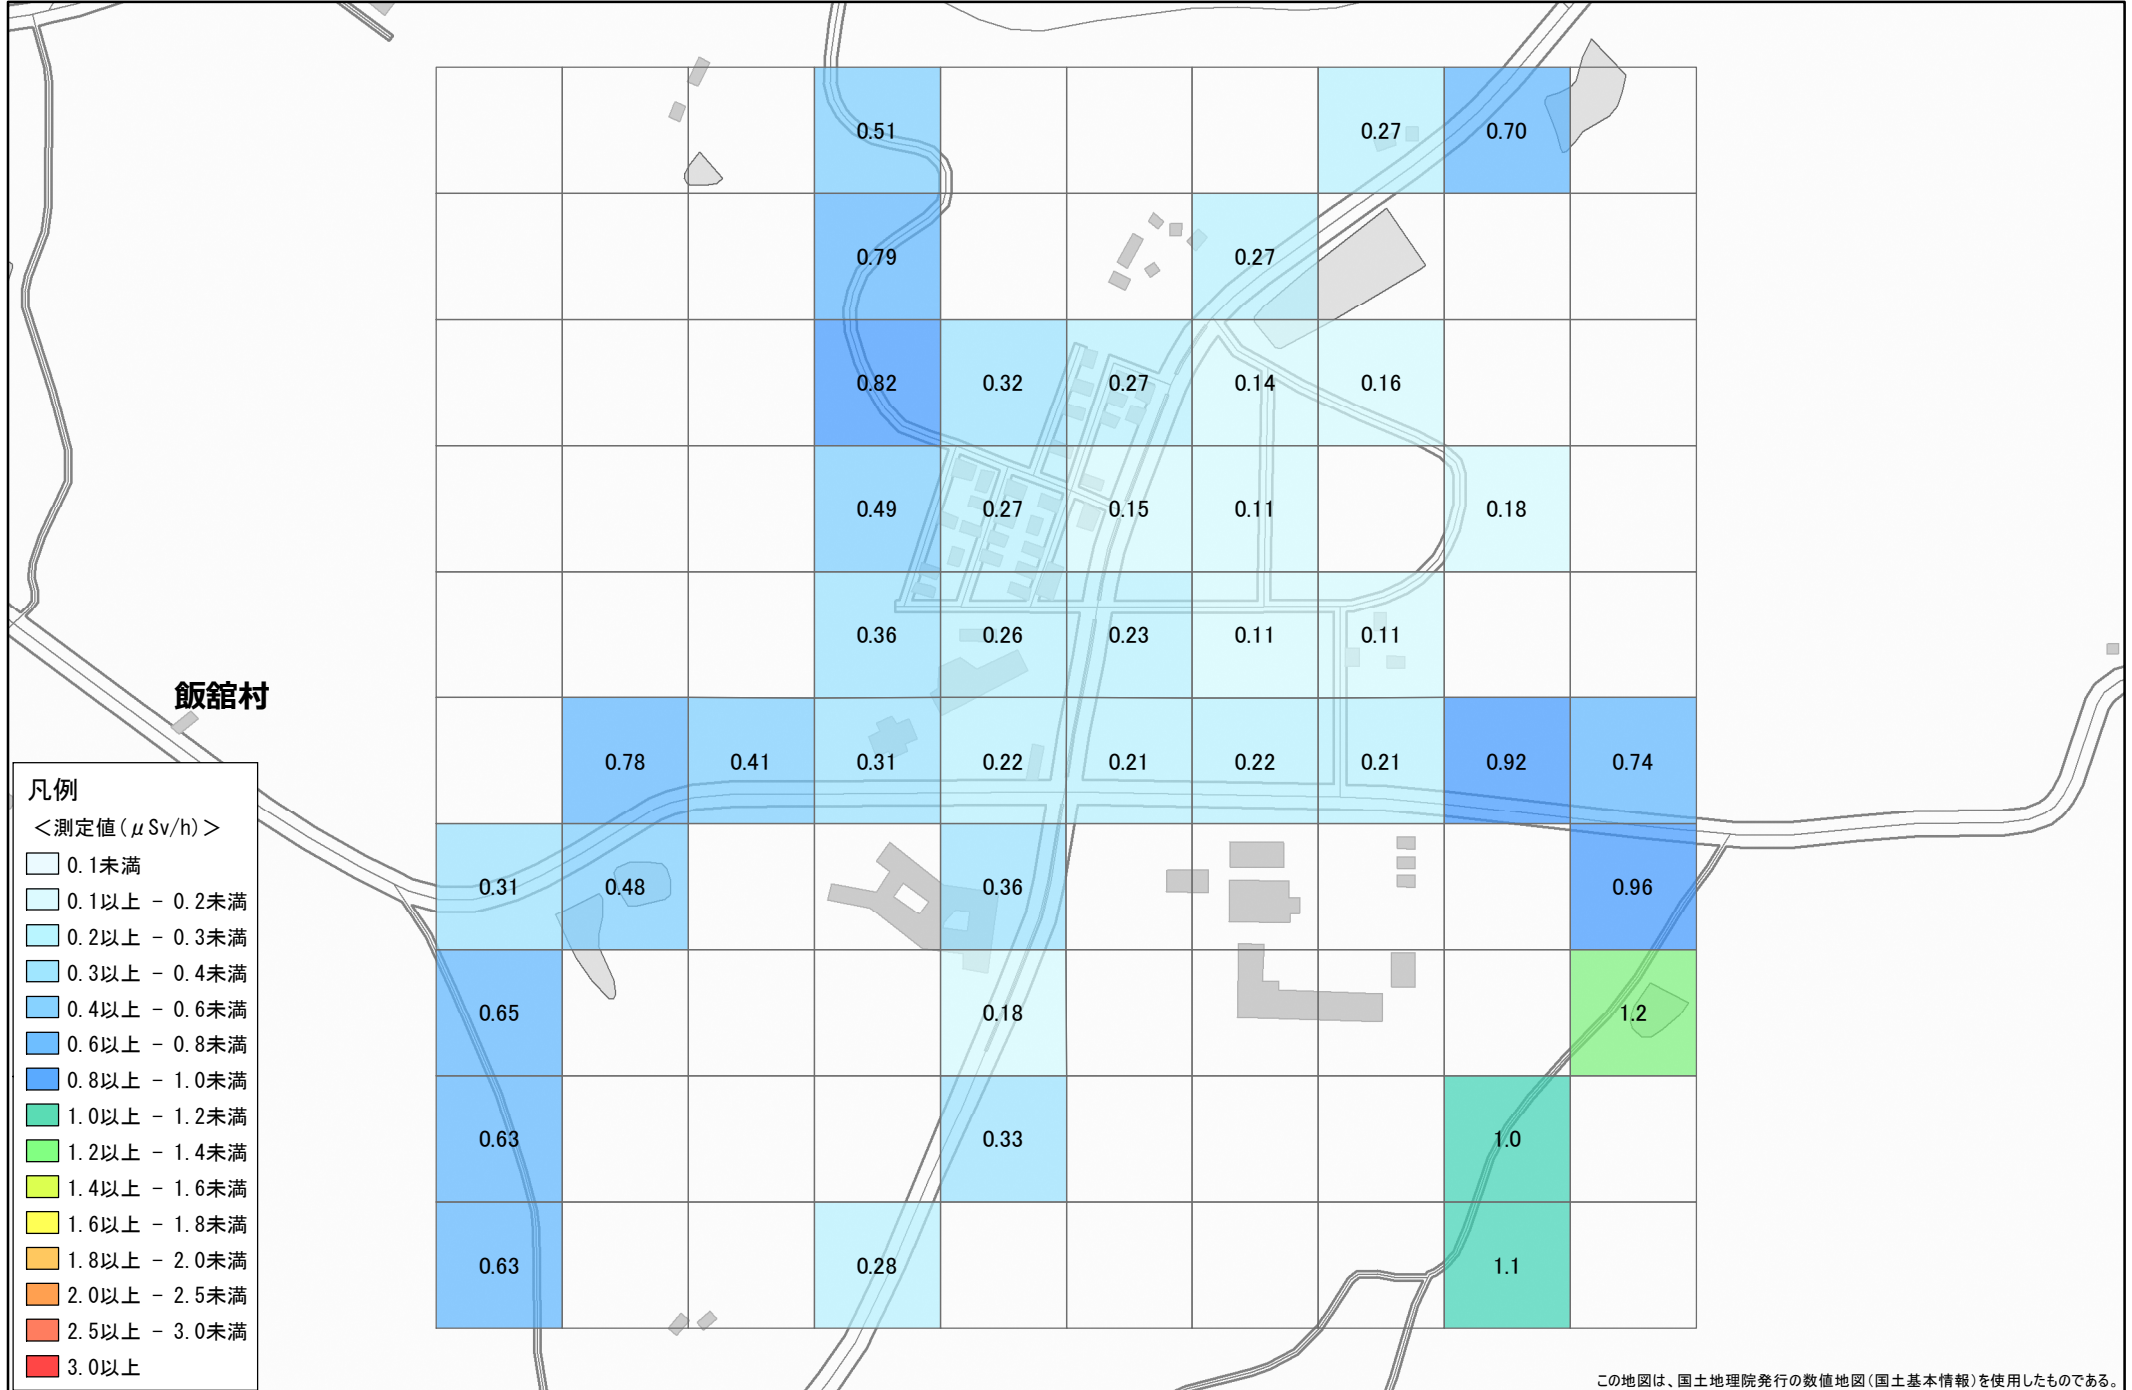 0.51 0.27 0.70
0.79 0.27
0.82 0.32 0.27 0.14 0.16
0.49 0.27 0.15 0.11 0.18
0.36 0.26 0.23 0.11 0.11
飯舘村
0.78 0.41 0.31 0.22 0.21 0.22 0.21 0.92 0.74
0.31 0.48 0.36 0.96
0.65 0.18 1.2
0.63 0.33 1.0
0.63 0.28 1.1
凡例
＜測定値(μSv/h)＞
0.1未満
0.1以上 - 0.2未満
0.2以上 - 0.3未満
0.3以上 - 0.4未満
0.4以上 - 0.6未満
0.6以上 - 0.8未満
0.8以上 - 1.0未満
1.0以上 - 1.2未満
1.2以上 - 1.4未満
1.4以上 - 1.6未満
1.6以上 - 1.8未満
1.8以上 - 2.0未満
2.0以上 - 2.5未満
2.5以上 - 3.0未満
3.0以上
この地図は、国土地理院発行の数値地図(国土基本情報)を使用したものである。